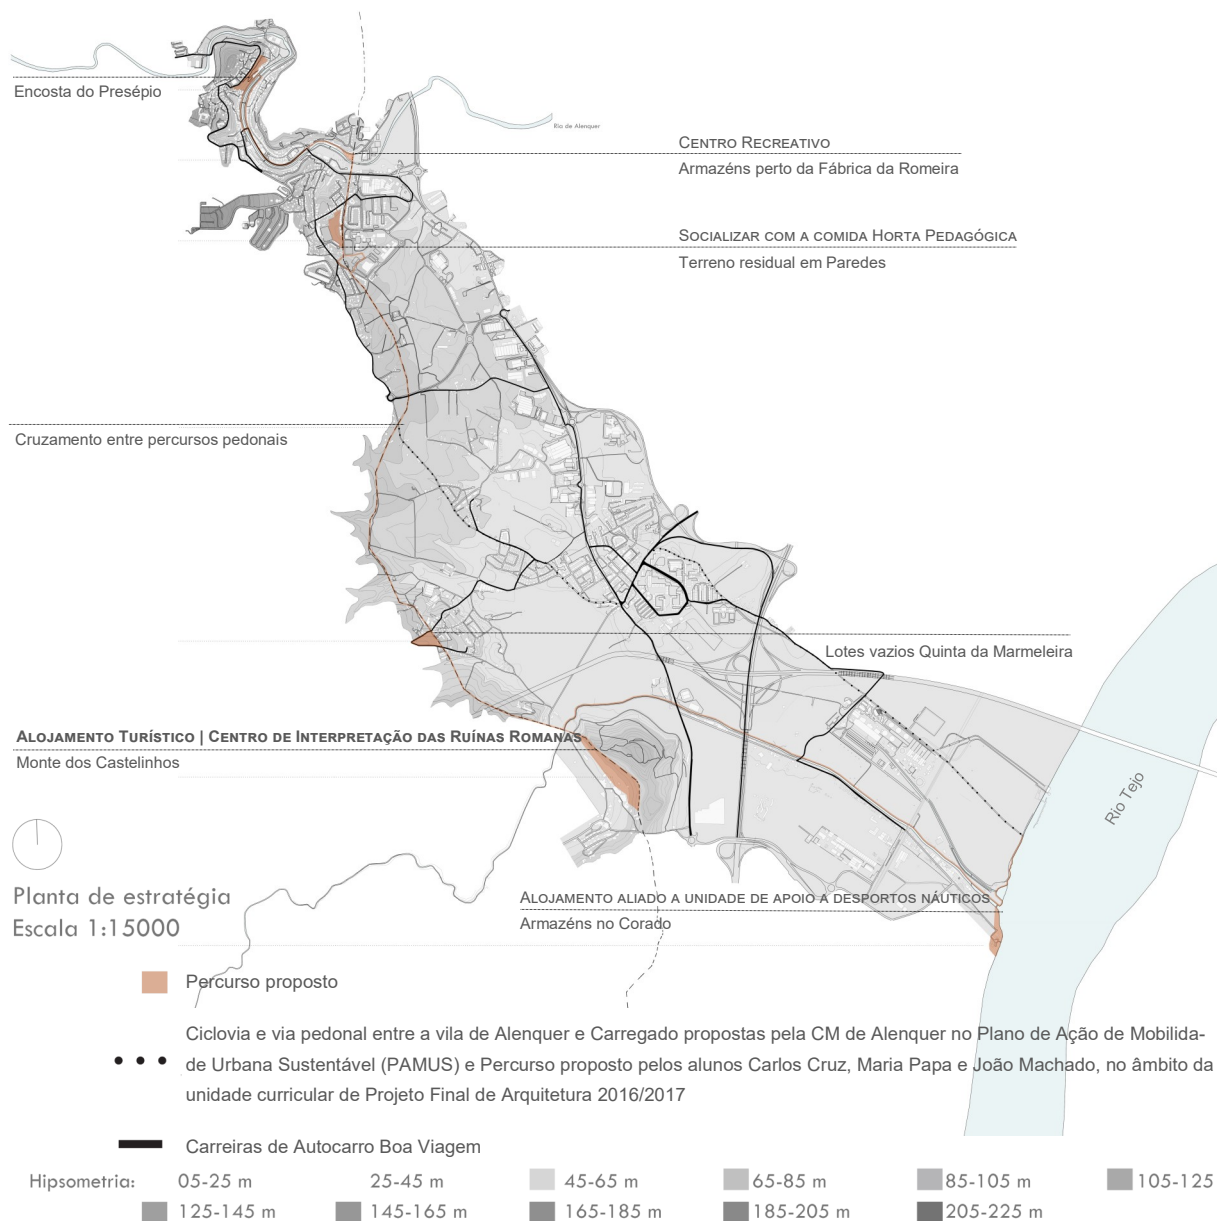 Encosta do Presépio
Rio de Alenquer
CENTRO RECREATIVO
Armazéns perto da Fábrica da Romeira
SOCIALIZAR COM A COMIDA HORTA PEDAGÓGICA
Terreno residual em Paredes
Cruzamento entre percursos pedonais
Lotes vazios Quinta da Marmeleira
ALOJAMENTO TURÍSTICO | CENTRO DE INTERPRETAÇÃO DAS RUÍNAS ROMANAS
Monte dos Castelinhos
Rio Tejo
Planta de estratégia
Escala 1:15000
ALOJAMENTO ALIADO A UNIDADE DE APOIO A DESPORTOS NÁUTICOS
Armazéns no Corado
Percurso proposto
Ciclovia e via pedonal entre a vila de Alenquer e Carregado propostas pela CM de Alenquer no Plano de Ação de Mobilida-
de Urbana Sustentável (PAMUS) e Percurso proposto pelos alunos Carlos Cruz, Maria Papa e João Machado, no âmbito da
unidade curricular de Projeto Final de Arquitetura 2016/2017
Carreiras de Autocarro Boa Viagem
Hipsometria: 05-25 m 25-45 m 45-65 m 65-85 m 85-105 m 105-125
125-145 m 145-165 m 165-185 m 185-205 m 205-225 m